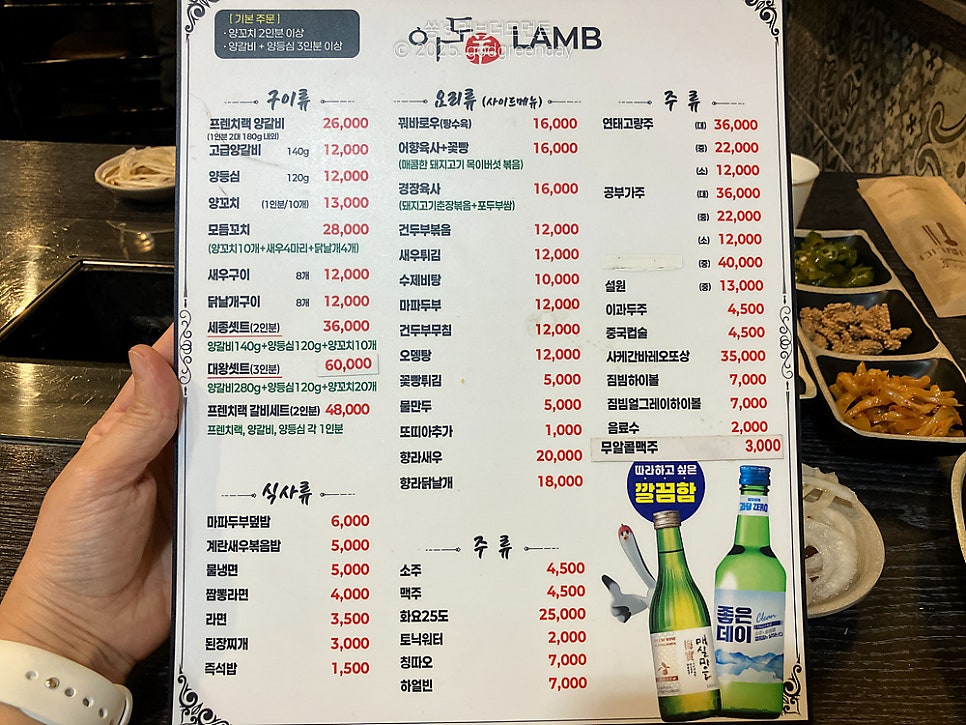 [ 기본 주문 ]
· 양꼬치 2인분 이상
· 양갈비 + 양등심 3인분 이상
야도 羊 LAMB
© 2025. godgreenday
구이류
프렌치랙 양갈비 26,000
(1인분 2대 180g 내외)
고급양갈비 140g 12,000
양등심 120g 12,000
양꼬치 (1인분/10개) 13,000
모듬꼬치 28,000
(양꼬치10개+새우4마리+닭날개4개)
새우구이 8개 12,000
닭날개구이 8개 12,000
세종셋트(2인분) 36,000
양갈비140g+양등심120g+양꼬치10개
대왕셋트(3인분) 60,000
양갈비280g+양등심120g+양꼬치20개
프렌치랙 갈비세트(2인분) 48,000
프렌치랙, 양갈비, 양등심 각 1인분
식사류
마파두부덮밥 6,000
계란새우볶음밥 5,000
물냉면 5,000
짬뽕라면 4,000
라면 3,500
된장찌개 3,000
즉석밥 1,500
요리류 (사이드메뉴)
꿔바로우(탕수육) 16,000
어향육사+꽃빵 16,000
(매콤한 돼지고기 목이버섯 볶음)
경장육사 16,000
(돼지고기춘장볶음+포두부쌈)
건두부볶음 12,000
새우튀김 12,000
수제비탕 10,000
마파두부 12,000
건두부무침 12,000
오뎅탕 12,000
꽃빵튀김 5,000
물만두 5,000
또띠아추가 1,000
향라새우 20,000
향라닭날개 18,000
주류
소주 4,500
맥주 4,500
화요25도 25,000
토닉워터 2,000
칭따오 7,000
하얼빈 7,000
주류
연태고량주 (대) 36,000
(중) 22,000
(소) 12,000
공부가주 (대) 36,000
(중) 22,000
(소) 12,000
(중) 40,000
설원 (중) 13,000
이과두주 4,500
중국컵술 4,500
사케간바레오또상 35,000
짐빔하이볼 7,000
짐빔얼그레이하이볼 7,000
음료수 2,000
무알콜맥주 3,000
따라하고 싶은
깔끔함
과당 ZERO
좋은
데이
Clean
매실마을